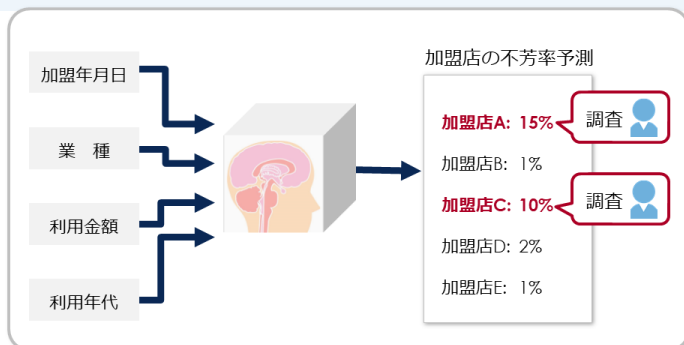 加盟年月日
業　種
利用金額
利用年代
加盟店の不芳率予測
加盟店A: 15%
調査
加盟店B: 1%
加盟店C: 10%
調査
加盟店D: 2%
加盟店E: 1%